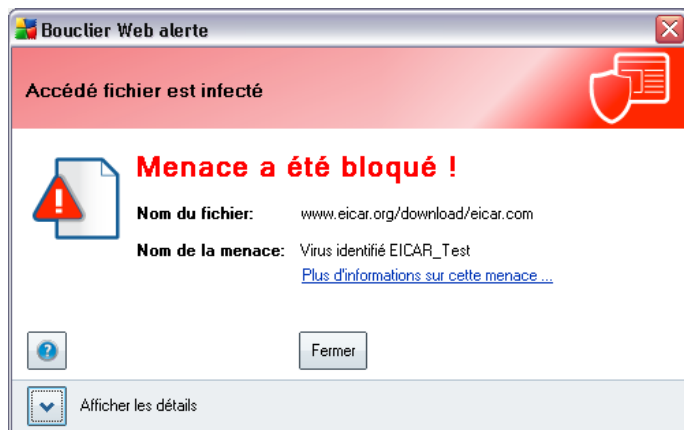 Bouclier Web alerte
Accédé fichier est infecté
Menace a été bloqué !
Nom du fichier: www.eicar.org/download/eicar.com
Nom de la menace: Virus identifié EICAR_Test
Plus d'informations sur cette menace ...
Fermer
Afficher les détails